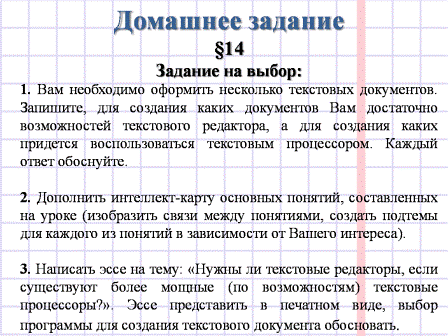 Домашнее задание
§14
Задание на выбор:
1. Вам необходимо оформить несколько текстовых документов.
Запишите, для создания каких документов Вам достаточно
возможностей текстового редактора, а для создания каких
придется воспользоваться текстовым процессором. Каждый
ответ обоснуйте.
2. Дополнить интеллект-карту основных понятий, составленных
на уроке (изобразить связи между понятиями, создать подтемы
для каждого из понятий в зависимости от Вашего интереса).
3. Написать эссе на тему: «Нужны ли текстовые редакторы, если
существуют более мощные (по возможностям) текстовые
процессоры?». Эссе представить в печатном виде, выбор
программы для создания текстового документа обосновать.